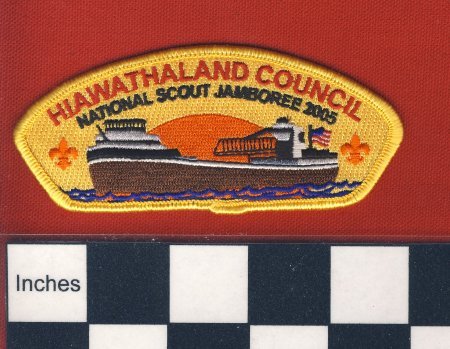 HIAWATHALAND COUNCIL
NATIONAL SCOUT JAMBOREE 2005
Inches